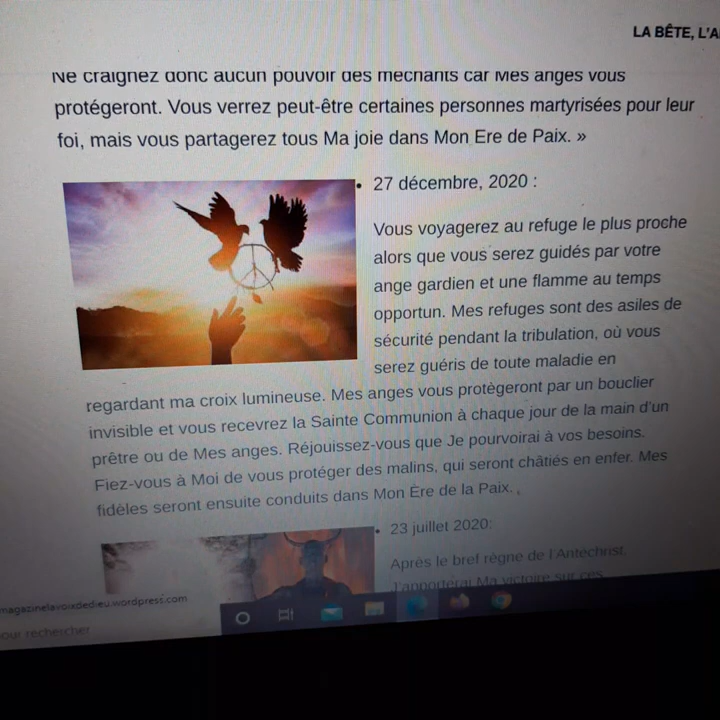 LA BÊTE, L'A
Ne craignez donc aucun pouvoir des méchants car Mes anges vous
protégeront. Vous verrez peut-être certaines personnes martyrisées pour leur
foi, mais vous partagerez tous Ma joie dans Mon Ere de Paix. »
• 27 décembre, 2020 :
Vous voyagerez au refuge le plus proche
alors que vous serez guidés par votre
ange gardien et une flamme au temps
opportun. Mes refuges sont des asiles de
sécurité pendant la tribulation, où vous
serez guéris de toute maladie en
regardant ma croix lumineuse. Mes anges vous protègeront par un bouclier
invisible et vous recevrez la Sainte Communion à chaque jour de la main d'un
prêtre ou de Mes anges. Réjouissez-vous que Je pourvoirai à vos besoins.
Fiez-vous à Moi de vous protéger des malins, qui seront châtiés en enfer. Mes
fidèles seront ensuite conduits dans Mon Ère de la Paix. ,
• 23 juillet 2020:
Après le bref règne de l'Antéchrist,
j'apporterai Ma victoire sur ces
magazinelavoixdedieu.wordpress.com
our rechercher